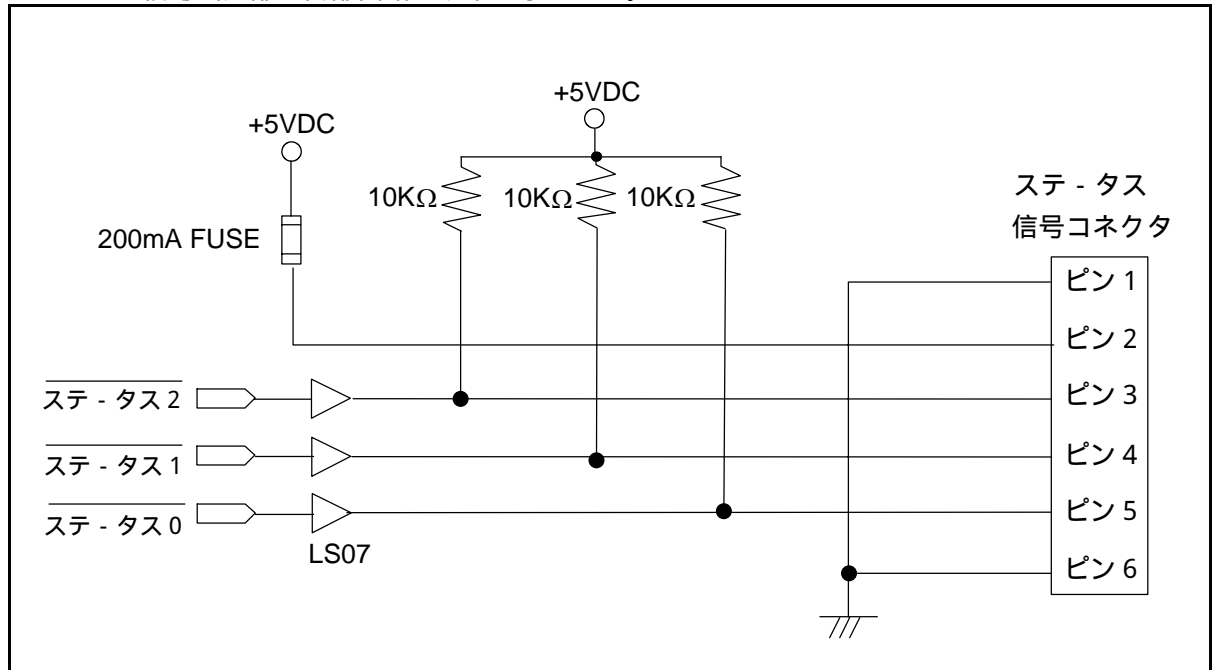 +5VDC
+5VDC
10KΩ
10KΩ
10KΩ
200mA FUSE
ステ - タス
信号コネクタ
ピン 1
ピン 2
ピン 3
ピン 4
ピン 5
ピン 6
ステ - タス 2
ステ - タス 1
ステ - タス 0
LS07